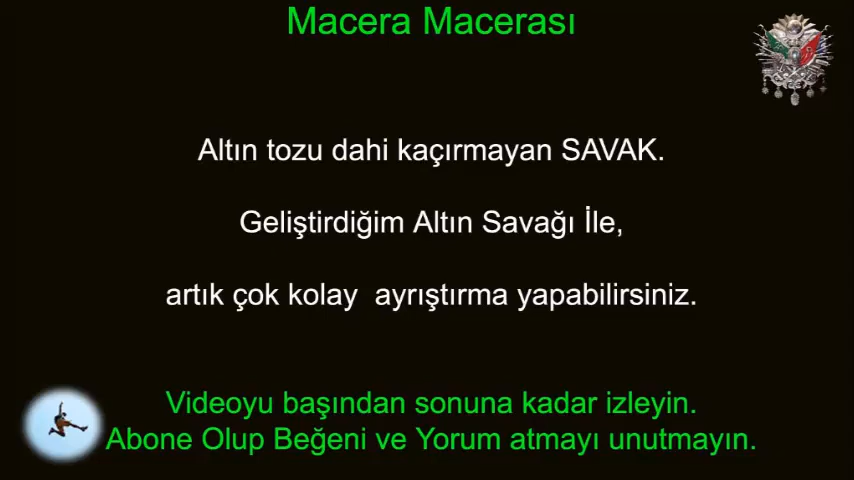 Macera Macerası
Altın tozu dahi kaçırmayan SAVAK.
Geliştirdiğim Altın Savağı İle,
artık çok kolay  ayrıştırma yapabilirsiniz.
Videoyu başından sonuna kadar izleyin.
Abone Olup Beğeni ve Yorum atmayı unutmayın.